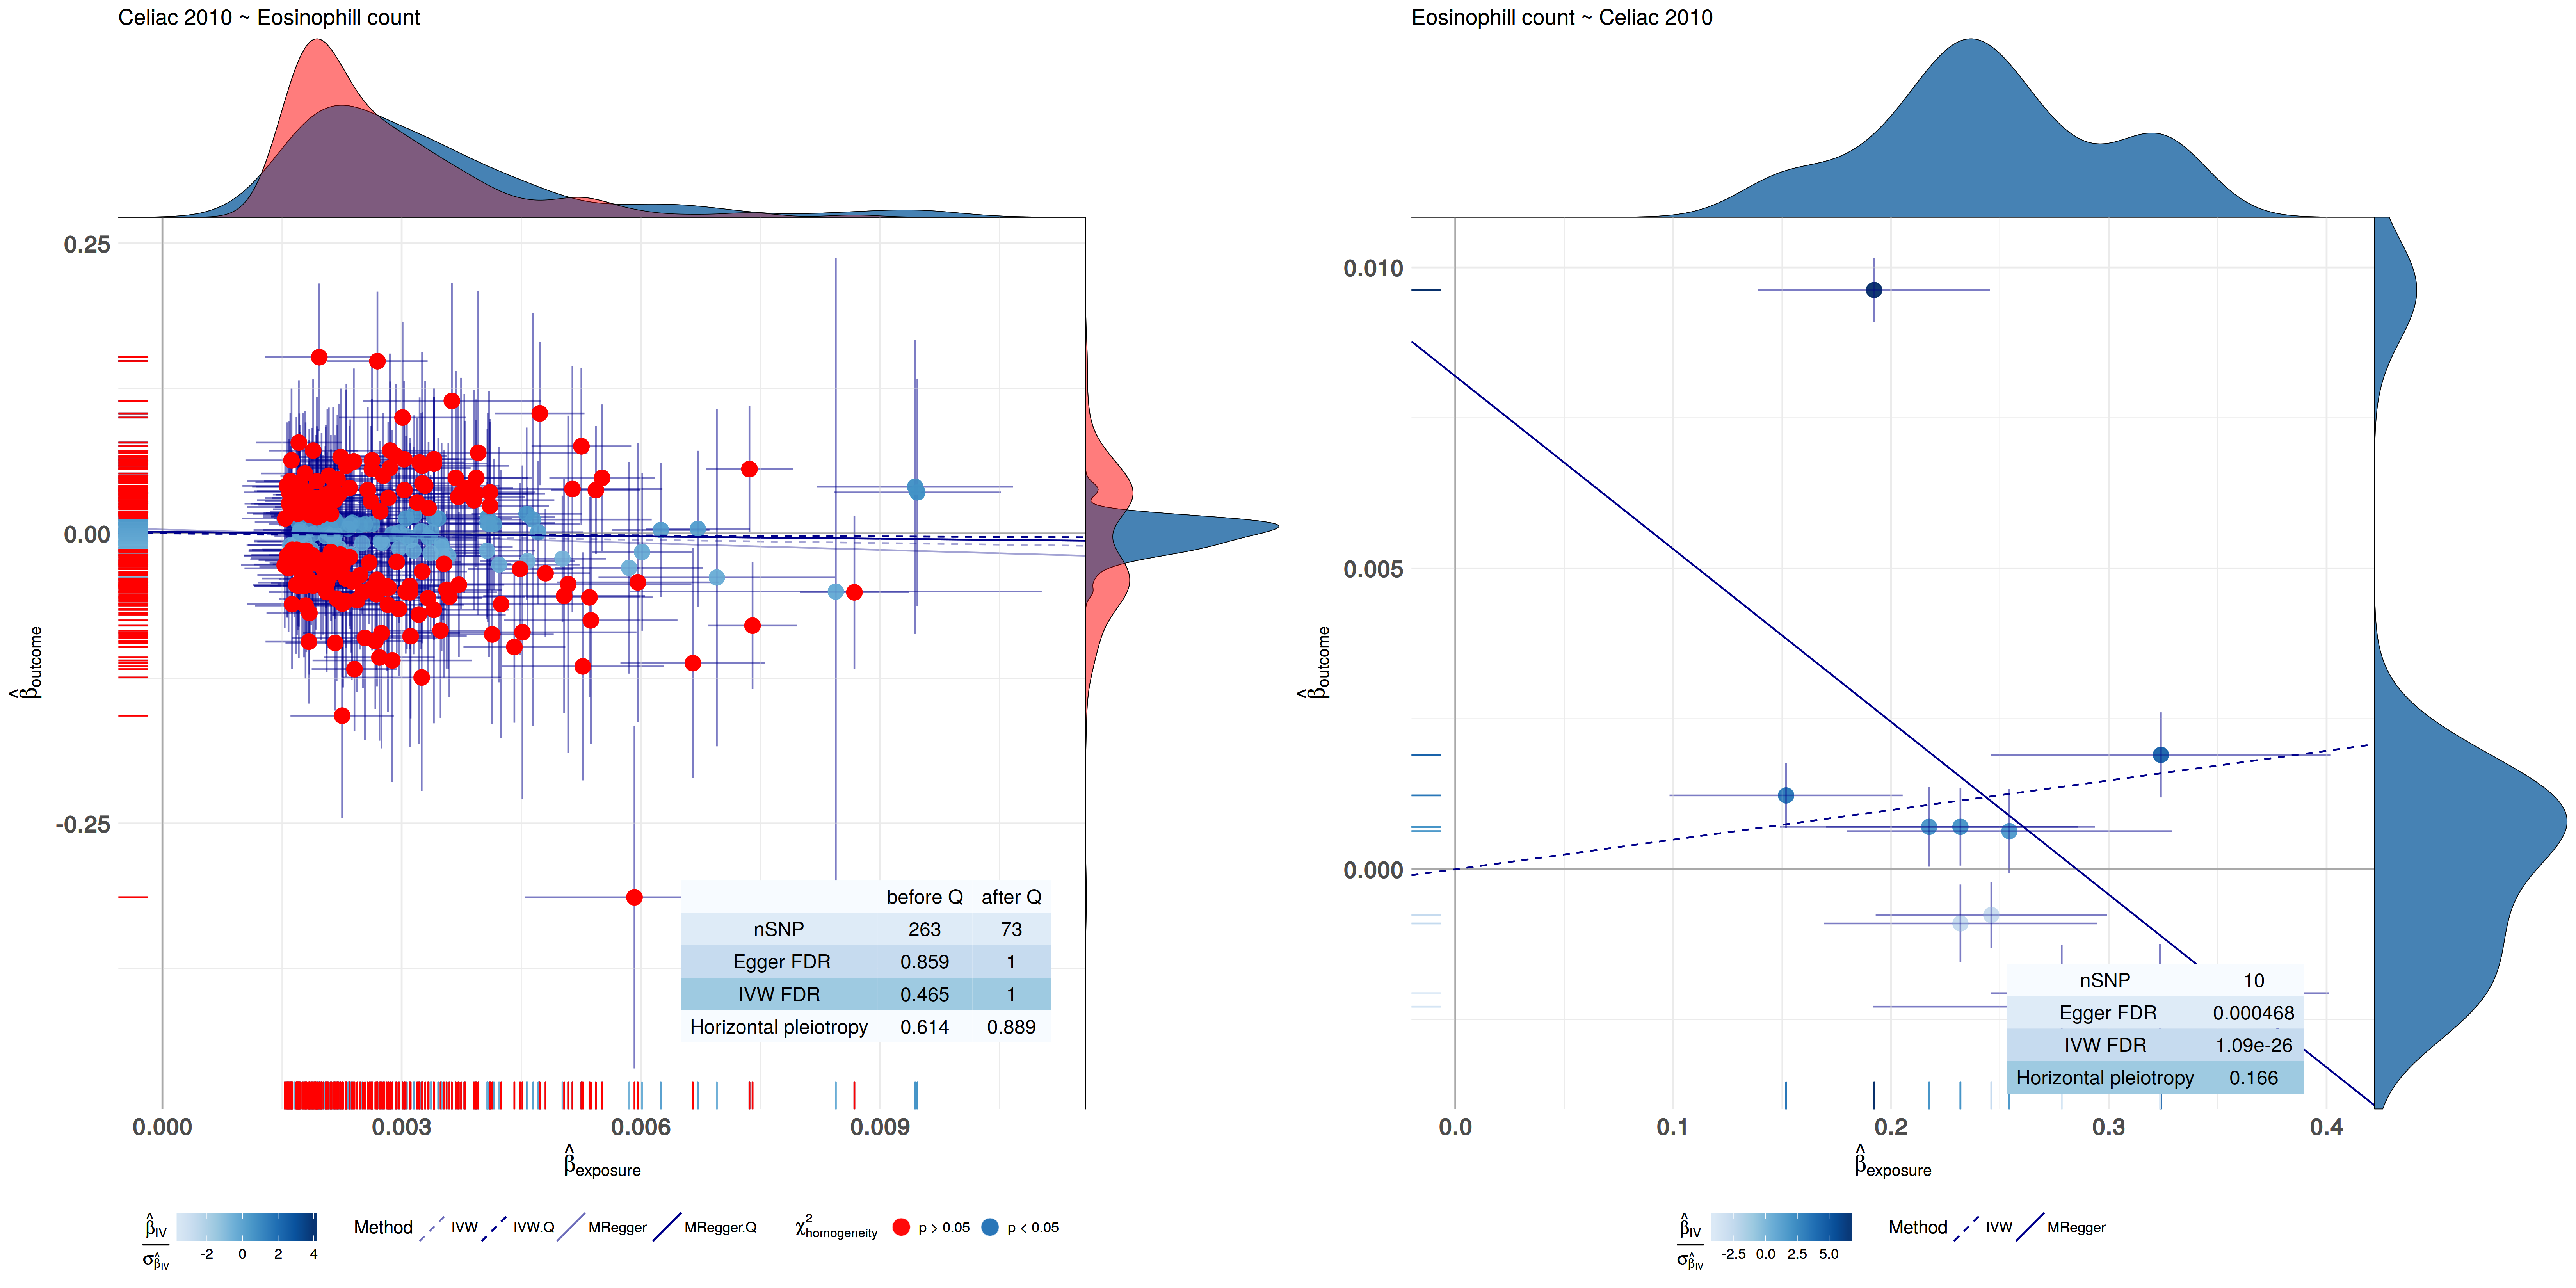 Celiac 2010 ~ Eosinophill count
0.25
0.00
-0.25
β̂outcome
before Q after Q
nSNP 263 73
Egger FDR 0.859 1
IVW FDR 0.465 1
Horizontal pleiotropy 0.614 0.889
0.000 0.003 0.006 0.009
β̂exposure
β̂IV
σβ̂IV
-2 0 2 4
Method IVW IVW.Q MRegger MRegger.Q
χ²homogeneity p > 0.05 p < 0.05
Eosinophill count ~ Celiac 2010
0.010
0.005
0.000
β̂outcome
nSNP 10
Egger FDR 0.000468
IVW FDR 1.09e-26
Horizontal pleiotropy 0.166
0.0 0.1 0.2 0.3 0.4
β̂exposure
β̂IV
σβ̂IV
-2.5 0.0 2.5 5.0
Method IVW MRegger